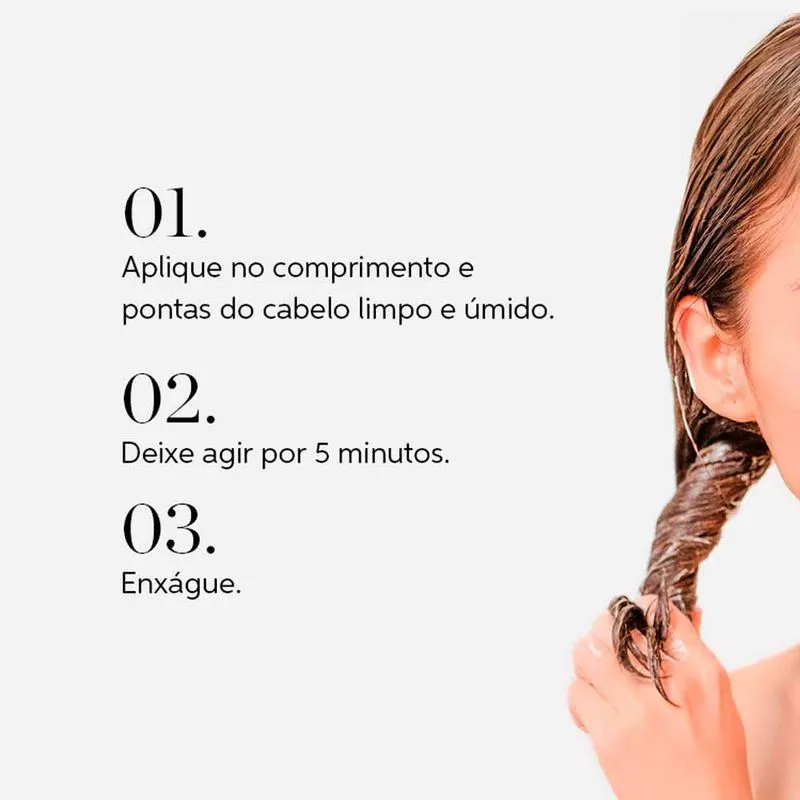 01.
Aplique no comprimento e
pontas do cabelo limpo e úmido.
02.
Deixe agir por 5 minutos.
03.
Enxágue.